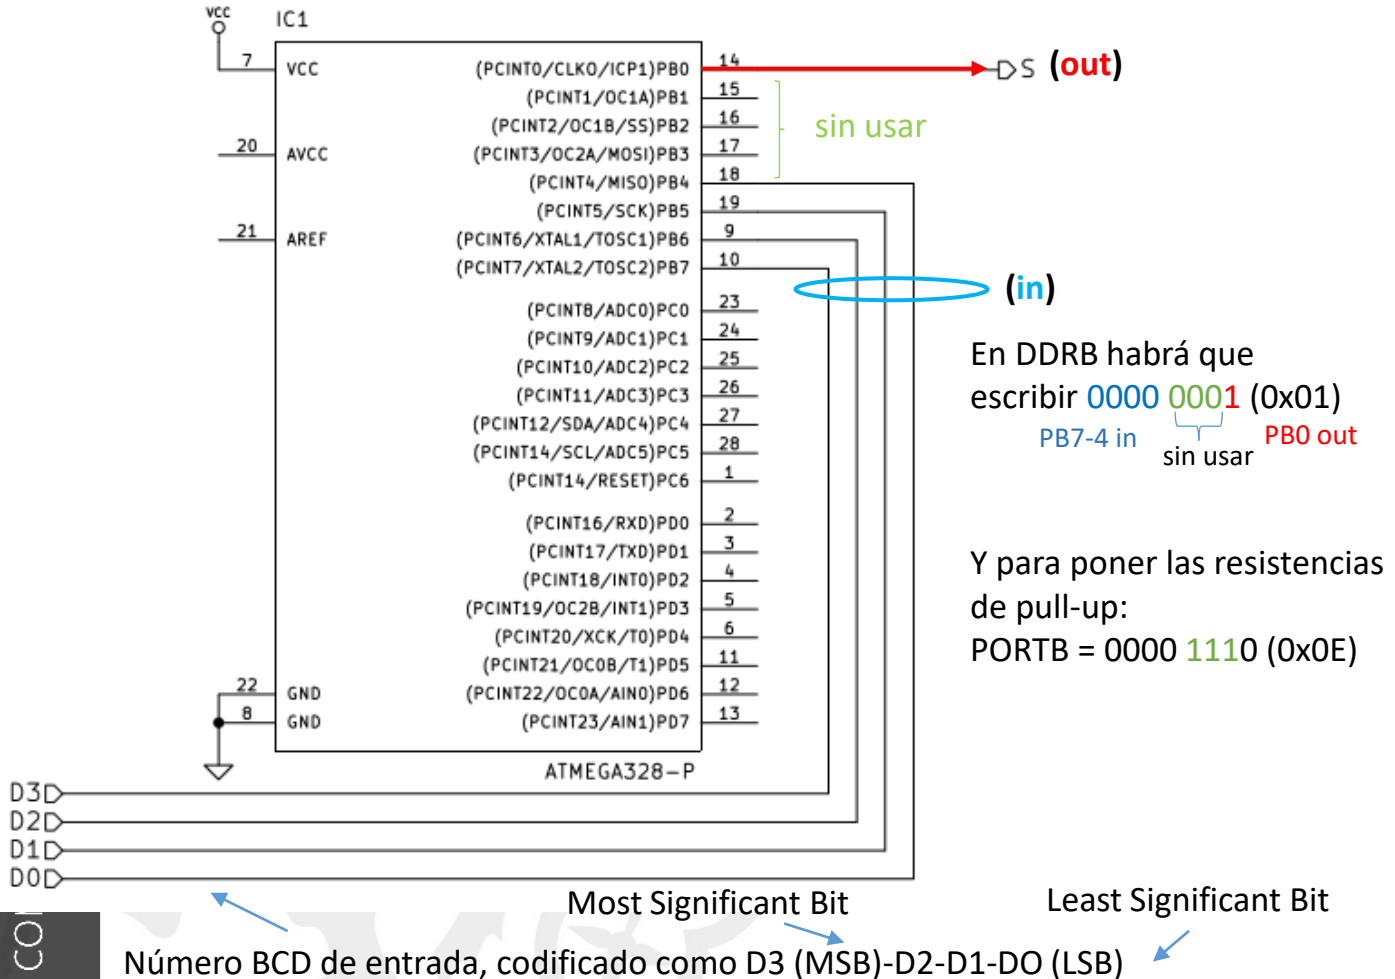 VCC
IC1
7 VCC
20 AVCC
21 AREF
22 GND
8 GND
(PCINT0/CLKO/ICP1)PB0 14
(PCINT1/OC1A)PB1 15
(PCINT2/OC1B/SS)PB2 16
(PCINT3/OC2A/MOSI)PB3 17
(PCINT4/MISO)PB4 18
(PCINT5/SCK)PB5 19
(PCINT6/XTAL1/TOSC1)PB6 9
(PCINT7/XTAL2/TOSC2)PB7 10
(PCINT8/ADC0)PC0 23
(PCINT9/ADC1)PC1 24
(PCINT10/ADC2)PC2 25
(PCINT11/ADC3)PC3 26
(PCINT12/SDA/ADC4)PC4 27
(PCINT14/SCL/ADC5)PC5 28
(PCINT14/RESET)PC6 1
(PCINT16/RXD)PD0 2
(PCINT17/TXD)PD1 3
(PCINT18/INT0)PD2 4
(PCINT19/OC2B/INT1)PD3 5
(PCINT20/XCK/T0)PD4 6
(PCINT21/OC0B/T1)PD5 11
(PCINT22/OC0A/AIN0)PD6 12
(PCINT23/AIN1)PD7 13
ATMEGA328-P
S (out)
sin usar
(in)
En DDRB habrá que
escribir 0000 0001 (0x01)
PB7-4 in
sin usar
PB0 out
Y para poner las resistencias
de pull-up:
PORTB = 0000 1110 (0x0E)
D3
D2
D1
D0
Most Significant Bit
Least Significant Bit
Número BCD de entrada, codificado como D3 (MSB)-D2-D1-DO (LSB)